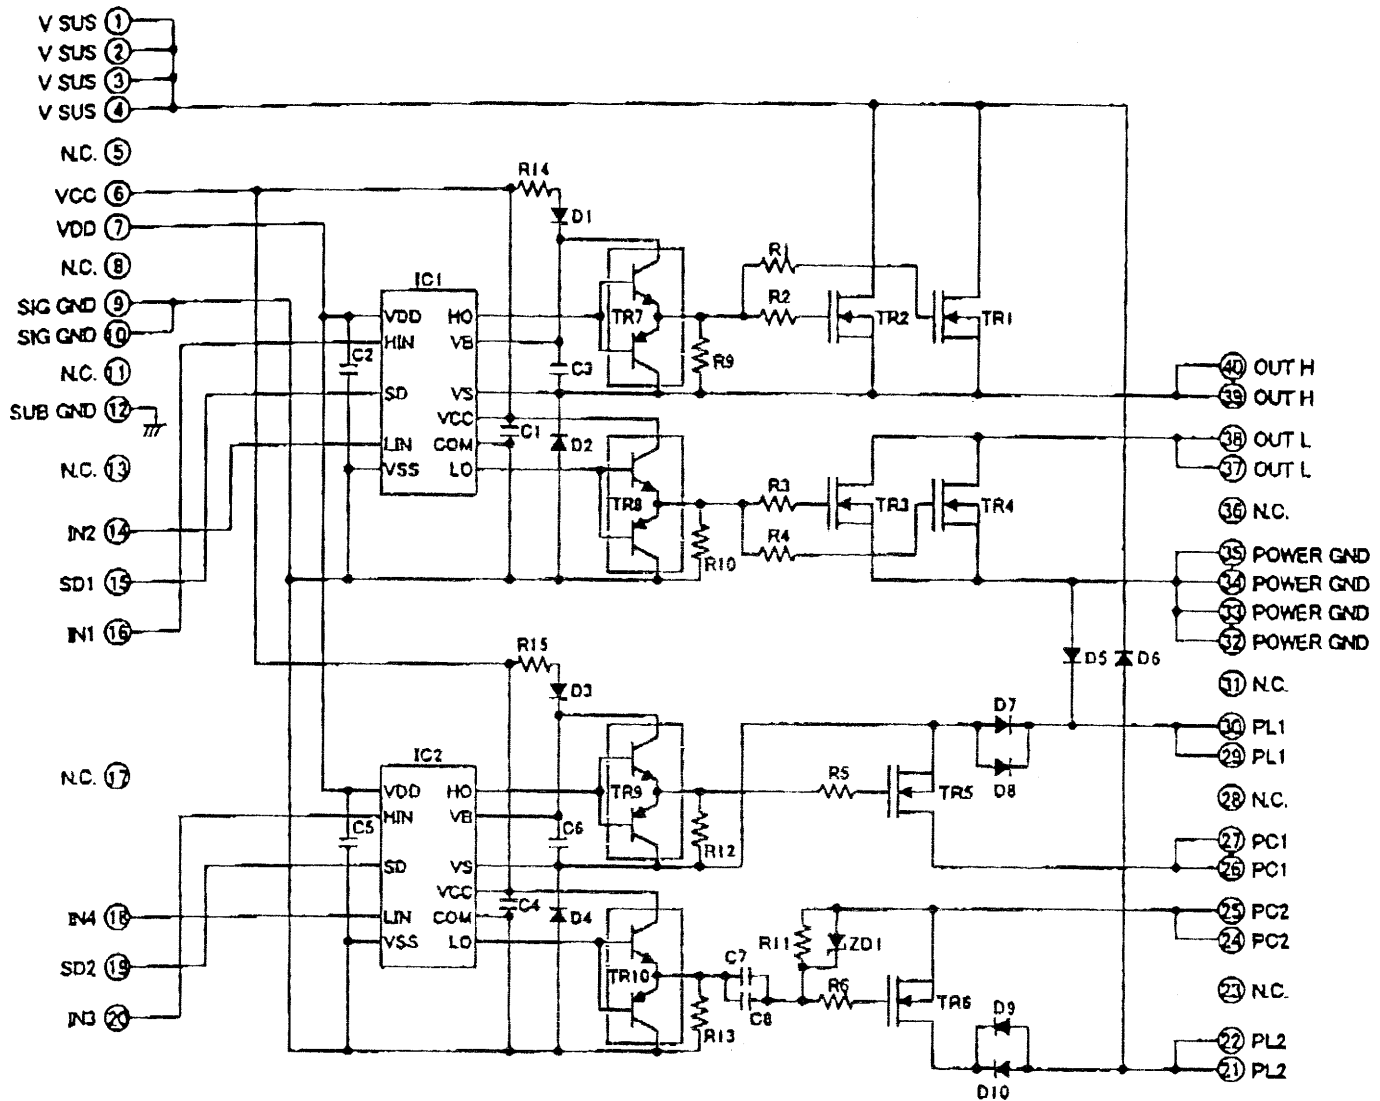 V SUS 1
V SUS 2
V SUS 3
V SUS 4
N.C. 5
VCC 6
VDD 7
N.C. 8
SIG GND 9
SIG GND 10
N.C. 11
SUB GND 12
N.C. 13
IN2 14
SD1 15
IN1 16
N.C. 17
IN4 18
SD2 19
IN3 20
R14
D1
IC1
VDD
HIN
SD
LIN
VSS
HO
VB
VS
VCC
COM
LO
C2
C3
C1
D2
TR7
TR8
R9
R10
R1
R2
R3
R4
TR2
TR1
TR3
TR4
R15
D3
IC2
VDD
HIN
SD
LIN
VSS
HO
VB
VS
VCC
COM
LO
C5
C6
C4
D4
TR9
TR10
R12
R13
R5
TR5
D7
D8
D5
D6
C7
C8
R11
ZD1
R6
TR6
D9
D10
40 OUT H
39 OUT H
38 OUT L
37 OUT L
36 N.C.
35 POWER GND
34 POWER GND
33 POWER GND
32 POWER GND
31 N.C.
30 PL1
29 PL1
28 N.C.
27 PC1
26 PC1
25 PC2
24 PC2
23 N.C.
22 PL2
21 PL2